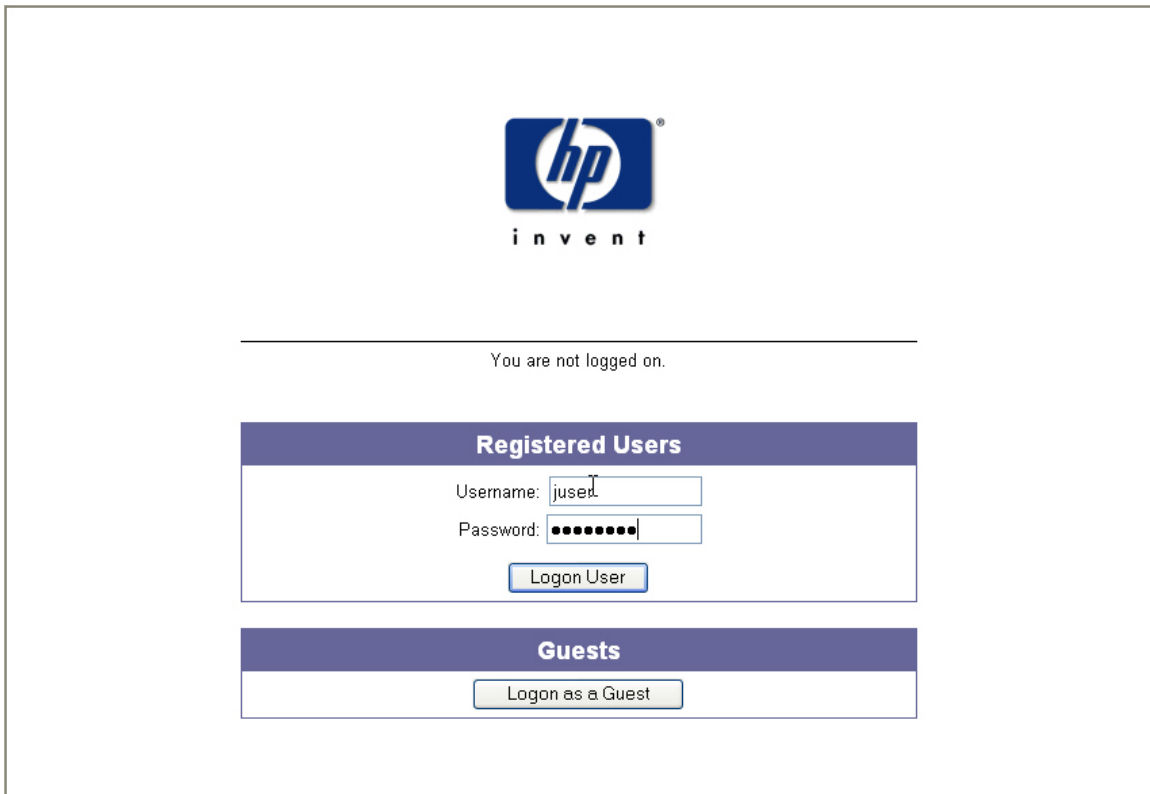 hp®
invent
You are not logged on.
Registered Users
Username: juser
Password: ●●●●●●●●
Logon User
Guests
Logon as a Guest